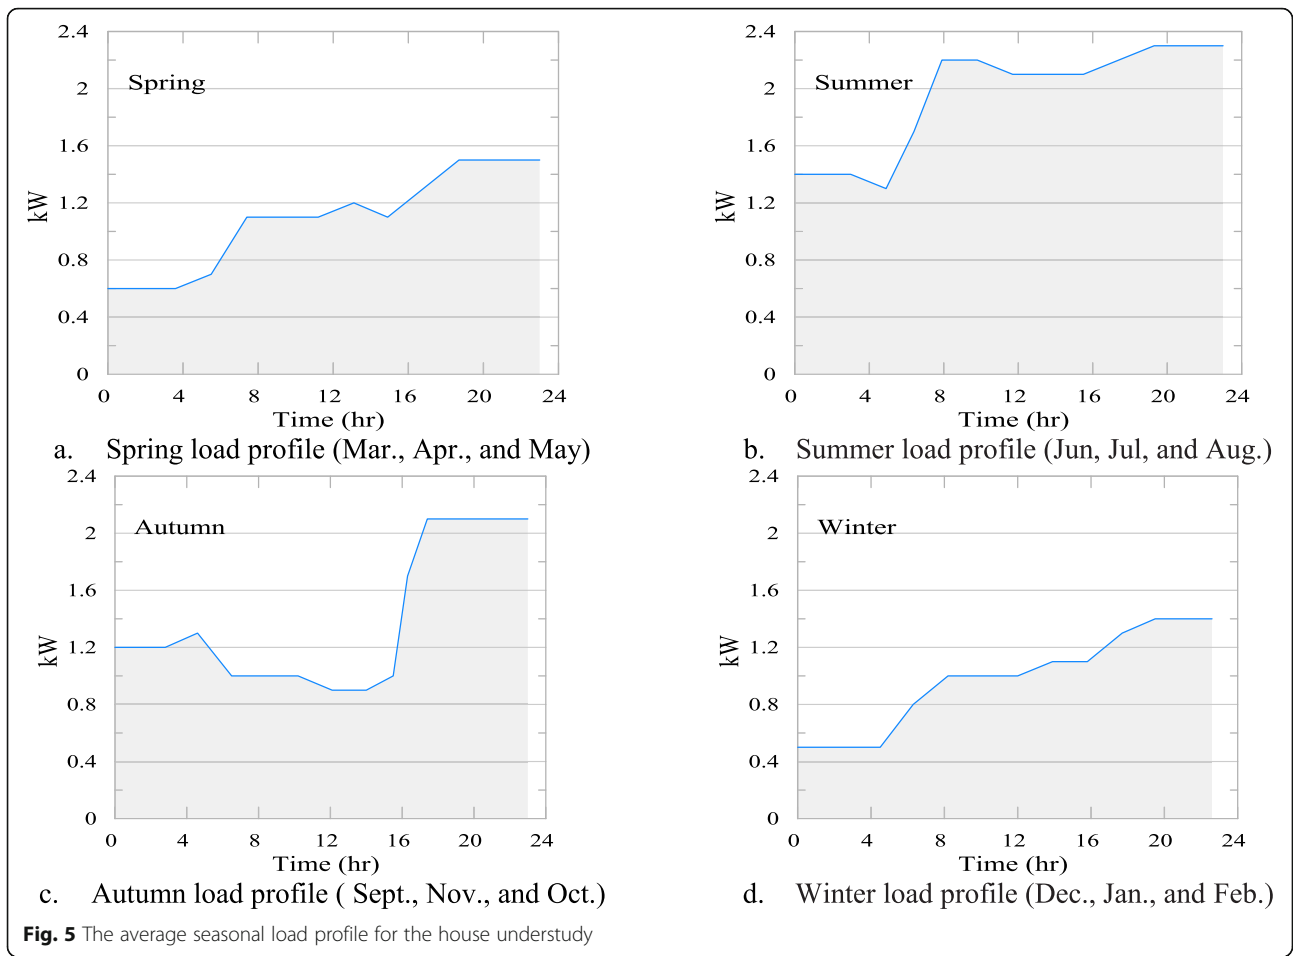 2.4
2
1.6
1.2
0.8
0.4
0
kW
Spring
0 4 8 12 16 20 24
Time (hr)
a. Spring load profile (Mar., Apr., and May)
2.4
2
1.6
1.2
0.8
0.4
0
kW
Summer
0 4 8 12 16 20 24
Time (hr)
b. Summer load profile (Jun, Jul, and Aug.)
2.4
2
1.6
1.2
0.8
0.4
0
kW
Autumn
0 4 8 12 16 20 24
Time (hr)
c. Autumn load profile ( Sept., Nov., and Oct.)
2.4
2
1.6
1.2
0.8
0.4
0
kW
Winter
0 4 8 12 16 20 24
Time (hr)
d. Winter load profile (Dec., Jan., and Feb.)
Fig. 5 The average seasonal load profile for the house understudy